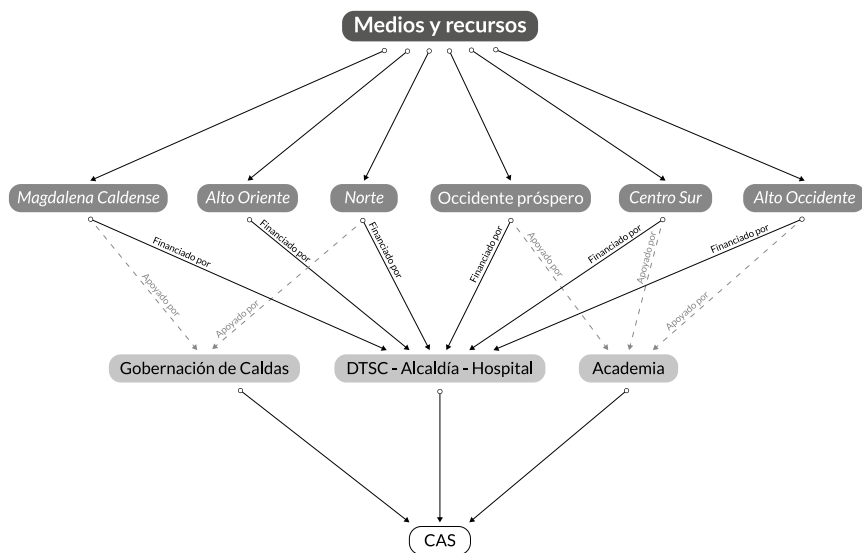 Medios y recursos
Magdalena Caldense
Alto Oriente
Norte
Occidente próspero
Centro Sur
Alto Occidente
Financiado por
Financiado por
Financiado por
Financiado por
Apoyado por
Financiado por
Apoyado por
Financiado por
Apoyado por
Apoyado por
Apoyado por
Gobernación de Caldas
DTSC - Alcaldía - Hospital
Academia
CAS